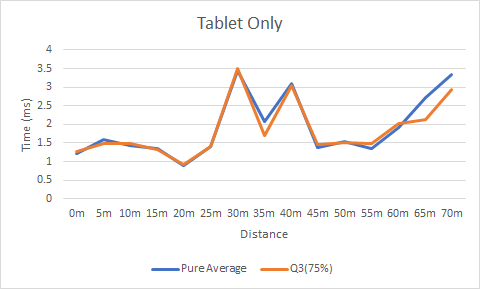 Tablet Only
4
3.5
3
2.5
2
1.5
1
0.5
0
Time (ms)
0m 5m 10m 15m 20m 25m 30m 35m 40m 45m 50m 55m 60m 65m 70m
Distance
Pure Average Q3(75%)